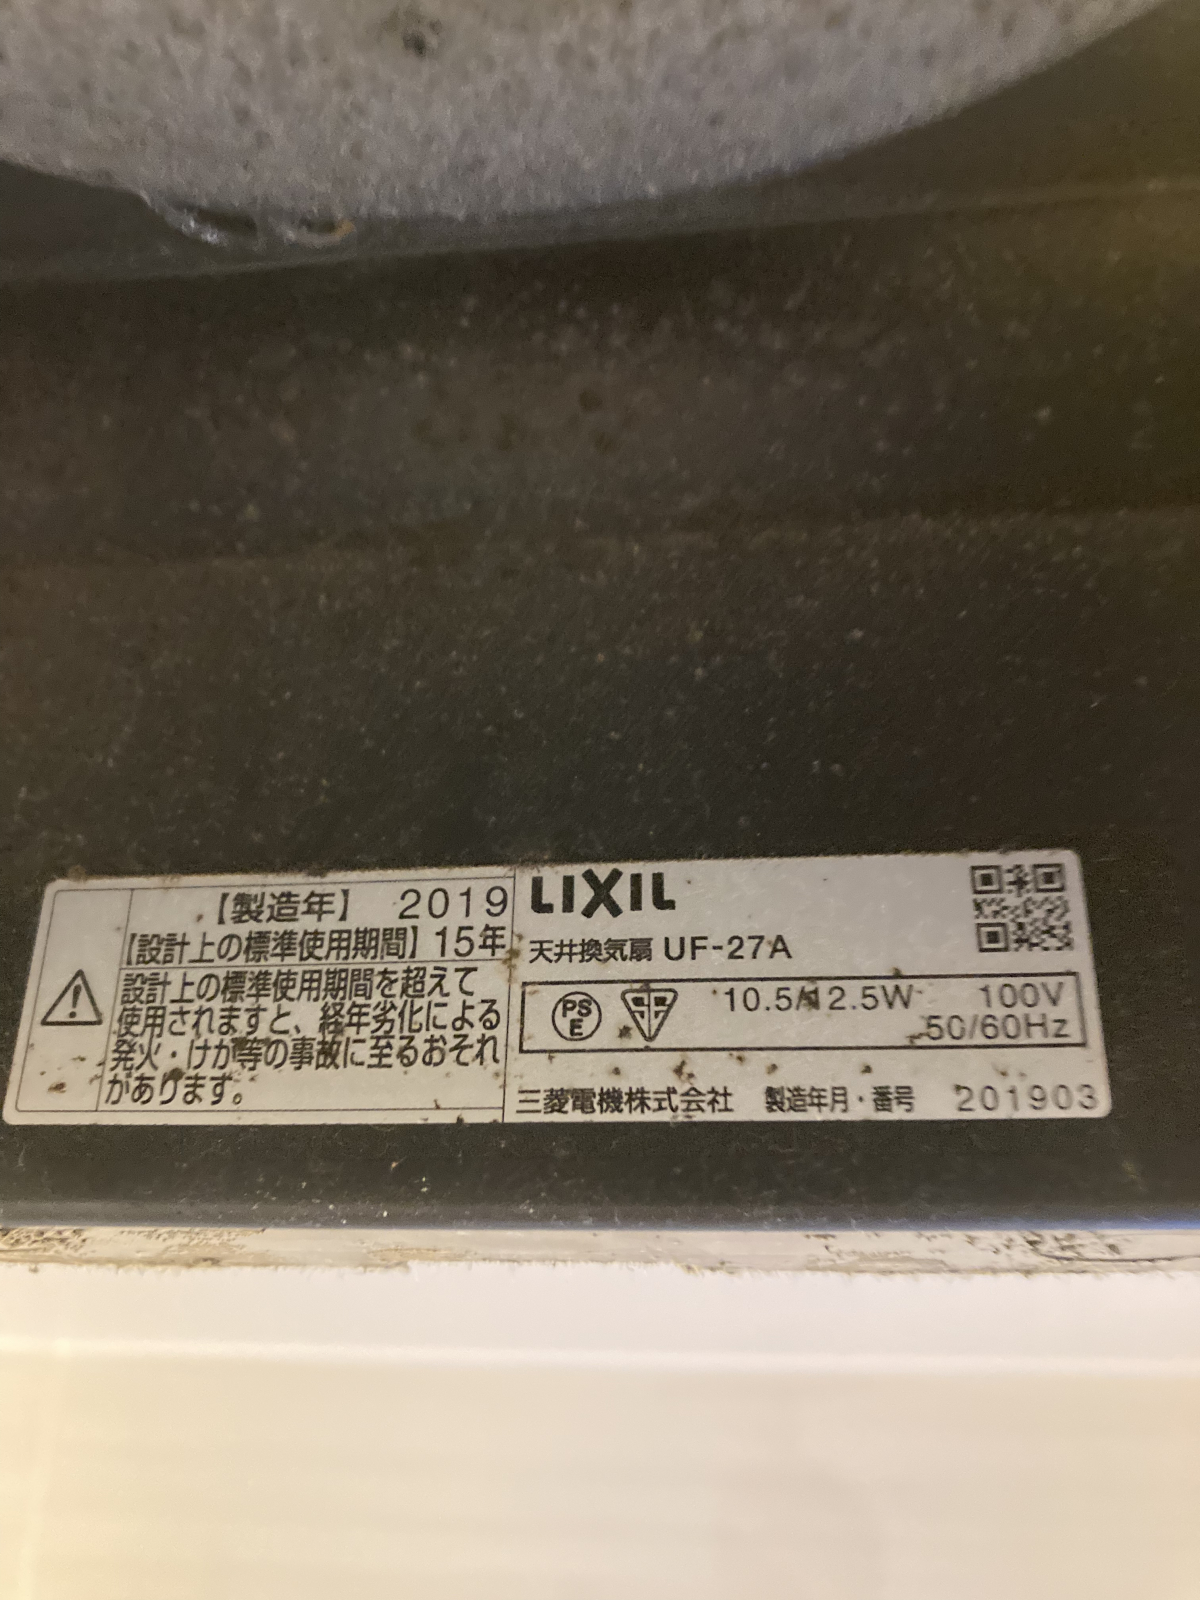 【製造年】 2019
【設計上の標準使用期間】 15年
設計上の標準使用期間を超えて
使用されますと、経年劣化による
発火・けが等の事故に至るおそれ
があります。
LIXIL
天井換気扇 UF-27A
PS
E
10.5/12.5W 100V
50/60Hz
三菱電機株式会社 製造年月・番号 201903